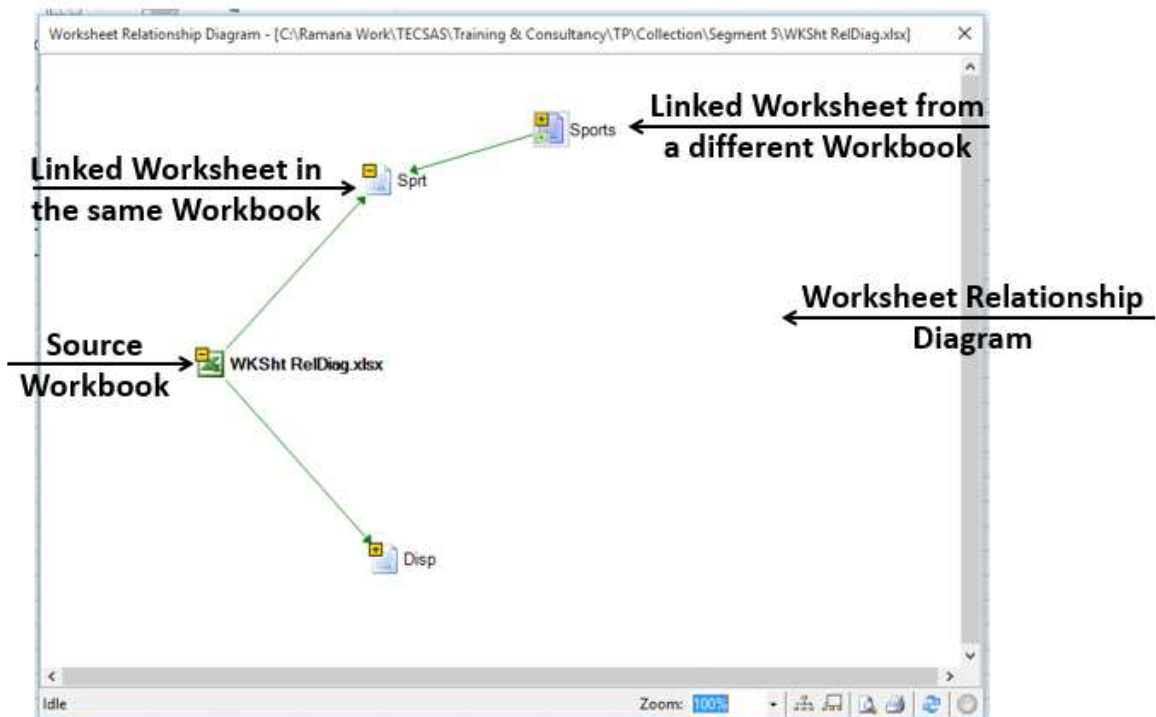 Worksheet Relationship Diagram - [C:\Ramana Work\TECSAS\Training & Consultancy\TP\Collection\Segment 5\WKSht RelDiag.xlsx]
Linked Worksheet from
a different Workbook
Sports
Linked Worksheet in
the same Workbook
Sprt
Worksheet Relationship
Diagram
Source
Workbook
WKSht RelDiag.xlsx
Disp
Idle
Zoom: 100%